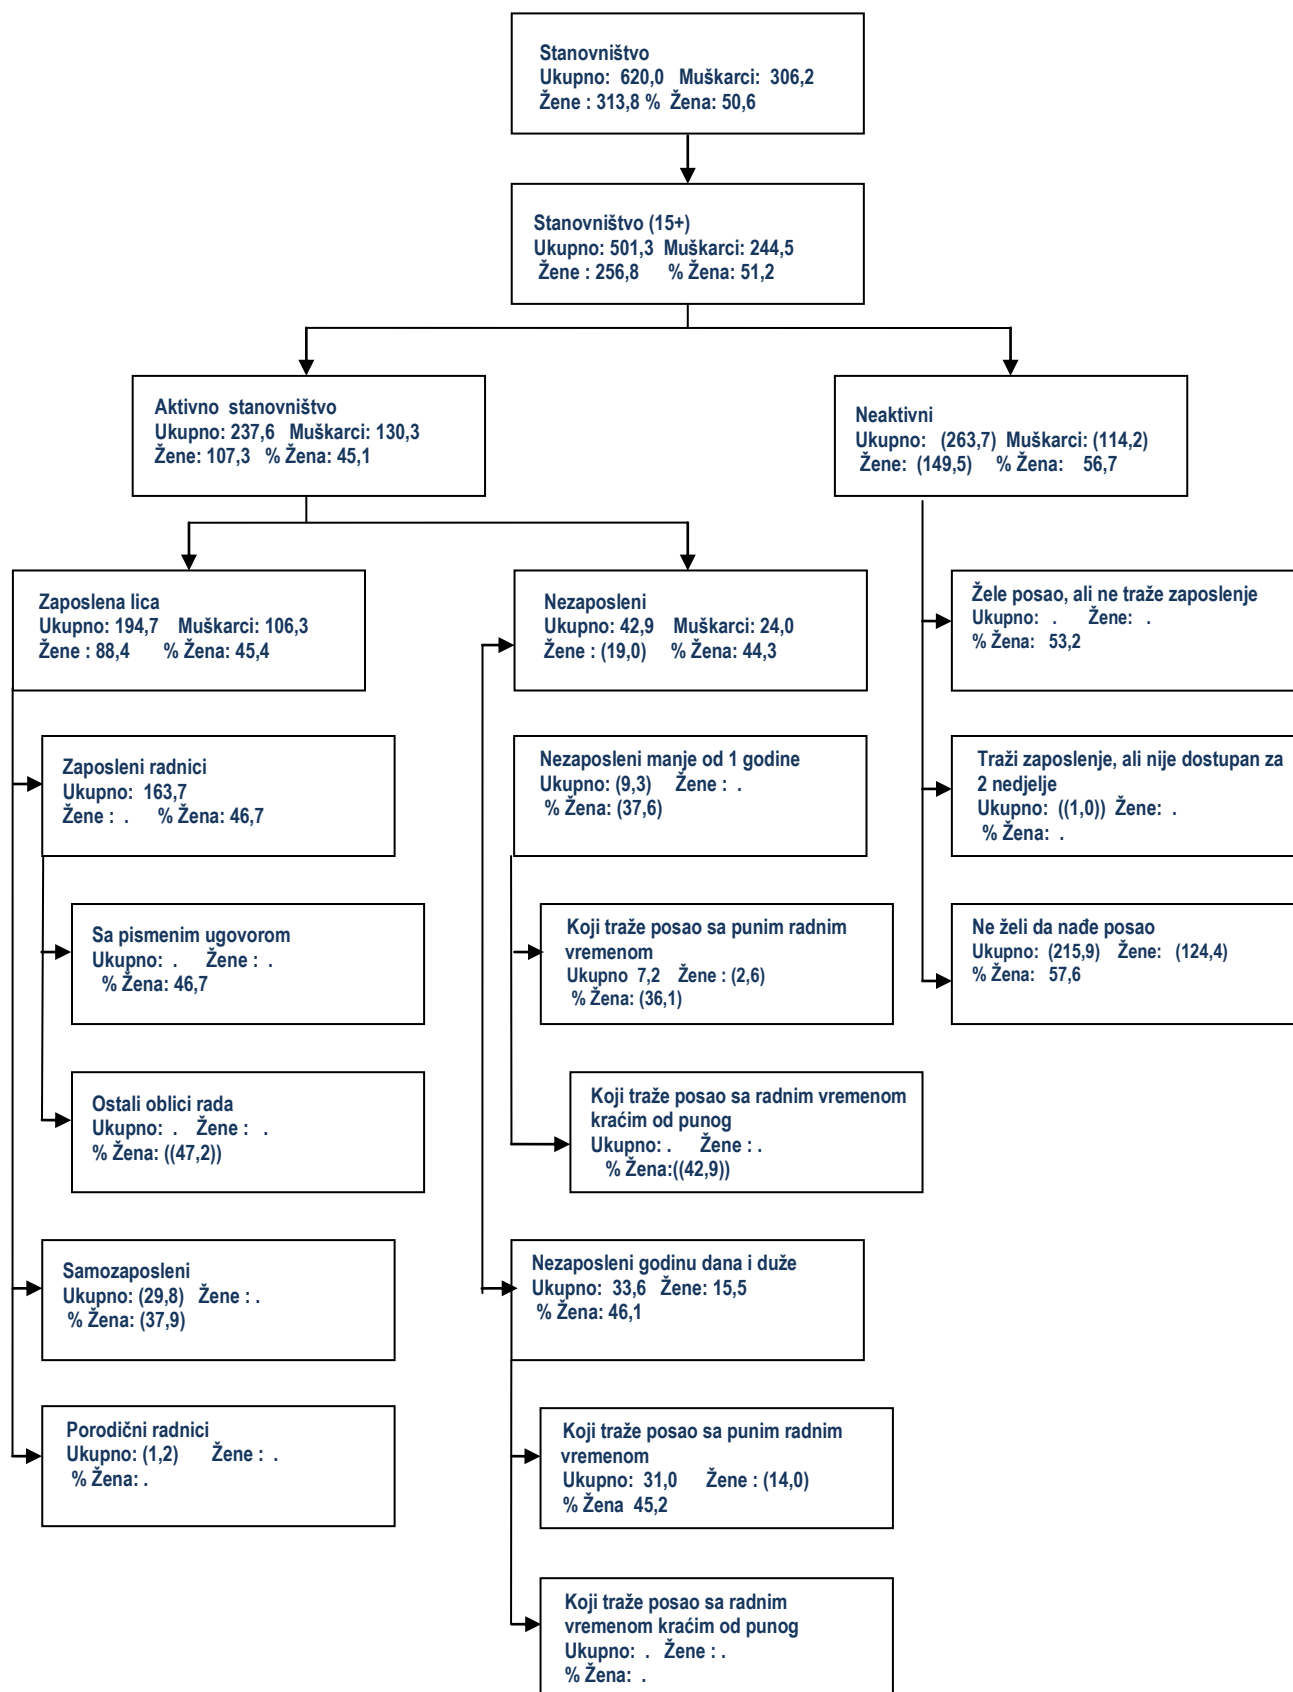 Stanovništvo
Ukupno: 620,0 Muškarci: 306,2
Žene : 313,8 % Žena: 50,6
Stanovništvo (15+)
Ukupno: 501,3 Muškarci: 244,5
Žene : 256,8 % Žena: 51,2
Aktivno stanovništvo
Ukupno: 237,6 Muškarci: 130,3
Žene: 107,3 % Žena: 45,1
Neaktivni
Ukupno: (263,7) Muškarci: (114,2)
Žene: (149,5) % Žena: 56,7
Zaposlena lica
Ukupno: 194,7 Muškarci: 106,3
Žene : 88,4 % Žena: 45,4
Nezaposleni
Ukupno: 42,9 Muškarci: 24,0
Žene : (19,0) % Žena: 44,3
Žele posao, ali ne traže zaposlenje
Ukupno: . Žene: .
% Žena: 53,2
Zaposleni radnici
Ukupno: 163,7
Žene : . % Žena: 46,7
Nezaposleni manje od 1 godine
Ukupno: (9,3) Žene : .
% Žena: (37,6)
Traži zaposlenje, ali nije dostupan za
2 nedjelje
Ukupno: ((1,0)) Žene: .
% Žena: .
Sa pismenim ugovorom
Ukupno: . Žene : .
% Žena: 46,7
Koji traže posao sa punim radnim
vremenom
Ukupno 7,2 Žene : (2,6)
% Žena: (36,1)
Ne želi da nađe posao
Ukupno: (215,9) Žene: (124,4)
% Žena: 57,6
Ostali oblici rada
Ukupno: . Žene : .
% Žena: ((47,2))
Koji traže posao sa radnim vremenom
kraćim od punog
Ukupno: . Žene : .
% Žena:((42,9))
Samozaposleni
Ukupno: (29,8) Žene : .
% Žena: (37,9)
Nezaposleni godinu dana i duže
Ukupno: 33,6 Žene: 15,5
% Žena: 46,1
Porodični radnici
Ukupno: (1,2) Žene : .
% Žena: .
Koji traže posao sa punim radnim
vremenom
Ukupno: 31,0 Žene : (14,0)
% Žena 45,2
Koji traže posao sa radnim
vremenom kraćim od punog
Ukupno: . Žene : .
% Žena: .